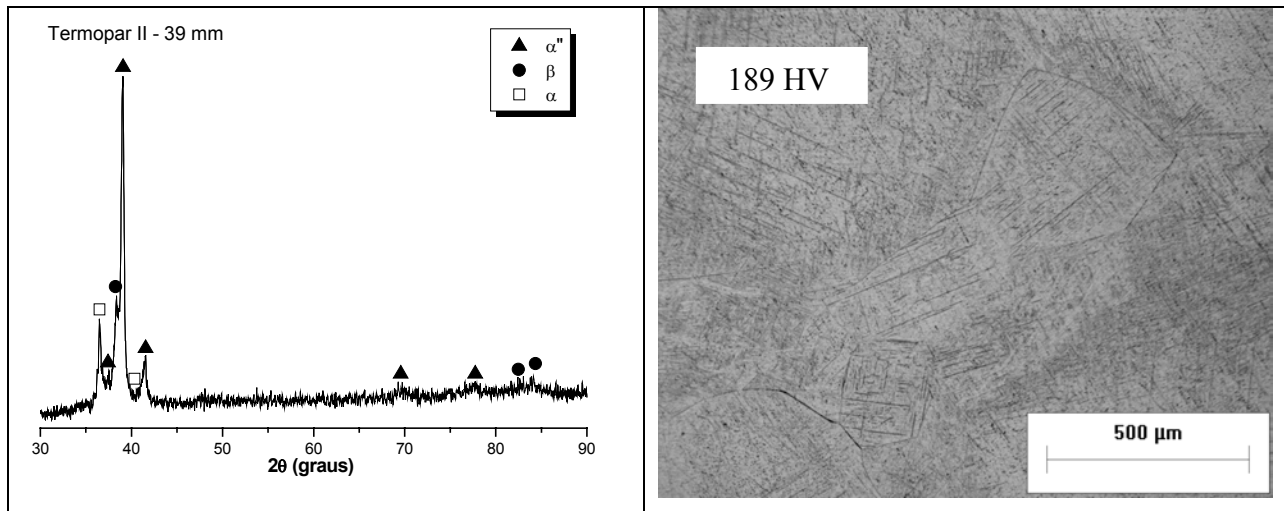 Termopar II - 39 mm
α"
β
α
30
40
50
60
70
80
90
2θ (graus)
189 HV
500 µm